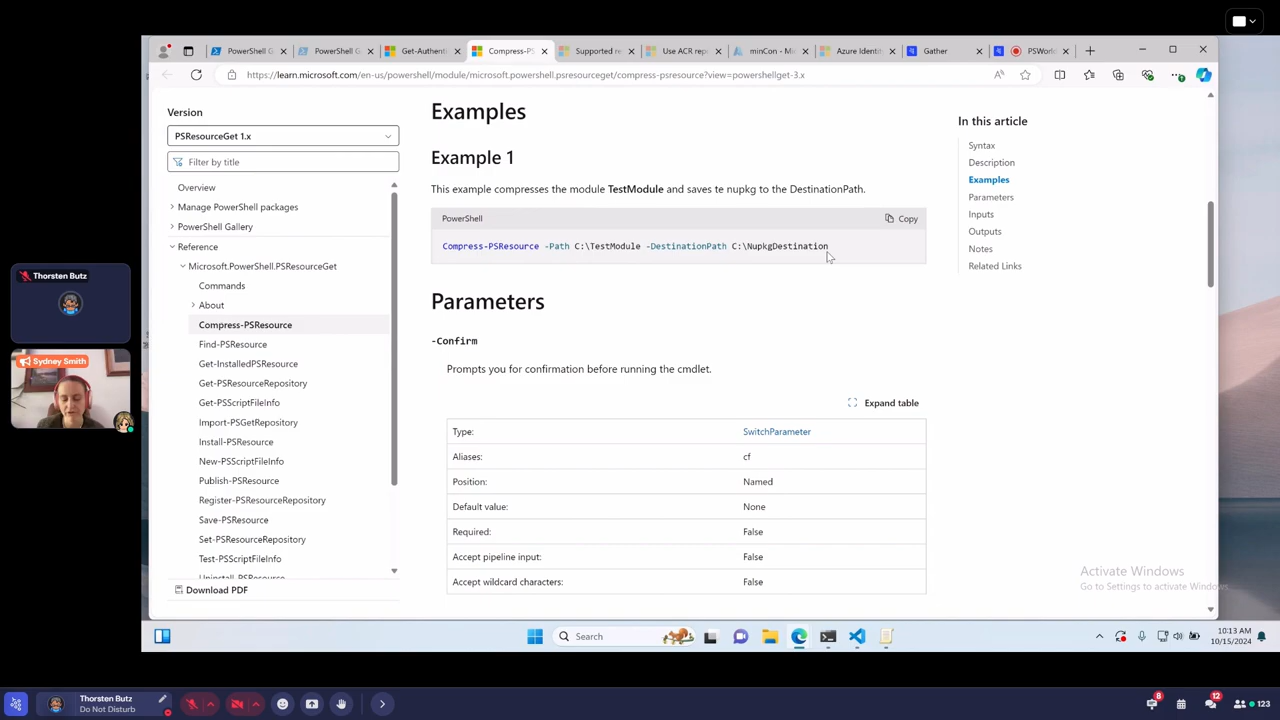 PowerShell G
PowerShell G
Get-Authenti
Compress-PS
Supported re
Use ACR repo
minCon - Mi
Azure Identi
Gather
PSWorl
https://learn.microsoft.com/en-us/powershell/module/microsoft.powershell.psresourceget/compress-psresource?view=powershellget-3.x
Version
PSResourceGet 1.x
Filter by title
Overview
Manage PowerShell packages
PowerShell Gallery
Reference
Microsoft.PowerShell.PSResourceGet
Commands
About
Compress-PSResource
Find-PSResource
Get-InstalledPSResource
Get-PSResourceRepository
Get-PSScriptFileInfo
Import-PSGetRepository
Install-PSResource
New-PSScriptFileInfo
Publish-PSResource
Register-PSResourceRepository
Save-PSResource
Set-PSResourceRepository
Test-PSScriptFileInfo
Uninstall-PSResource
Download PDF
Examples
Example 1
This example compresses the module TestModule and saves te nupkg to the DestinationPath.
PowerShell
Copy
Compress-PSResource -Path C:\TestModule -DestinationPath C:\NupkgDestination
Parameters
-Confirm
Prompts you for confirmation before running the cmdlet.
Expand table
Type: SwitchParameter
Aliases: cf
Position: Named
Default value: None
Required: False
Accept pipeline input: False
Accept wildcard characters: False
In this article
Syntax
Description
Examples
Parameters
Inputs
Outputs
Notes
Related Links
Activate Windows
Go to Settings to activate Windows.
Thorsten Butz
Sydney Smith
Search
10:13 AM
10/15/2024
Thorsten Butz
Do Not Disturb
8
12
123